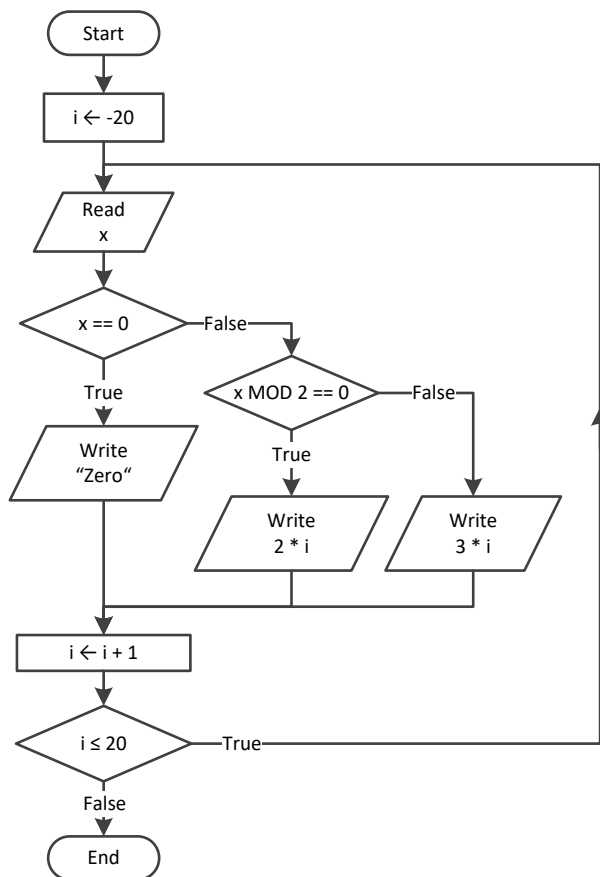 Start
i ← -20
Read
x
x == 0
False
True
x MOD 2 == 0
False
True
Write
“Zero“
Write
2 * i
Write
3 * i
i ← i + 1
i ≤ 20
True
False
End